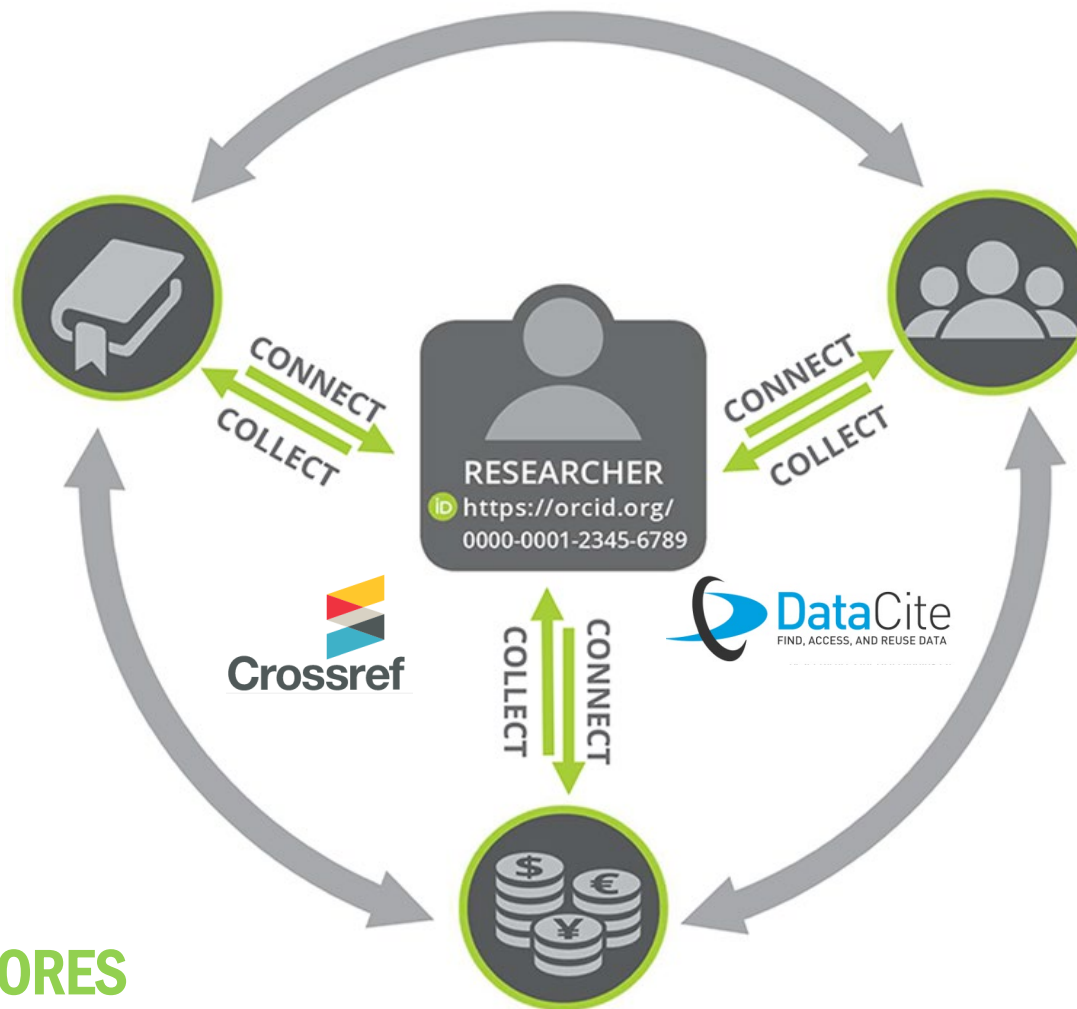 CONNECT
COLLECT
CONNECT
COLLECT
RESEARCHER
iD https://orcid.org/
0000-0001-2345-6789
Crossref
DataCite
FIND, ACCESS, AND REUSE DATA
COLLECT
CONNECT
$
€
¥
ORES